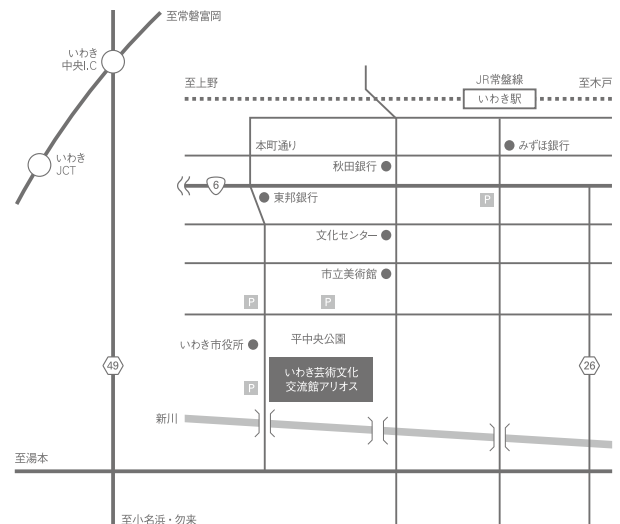 至常磐富岡
いわき
中央I.C
至上野
JR常盤線
いわき駅
至木戸
本町通り
みずほ銀行
いわき
JCT
秋田銀行
6
東邦銀行
P
文化センター
市立美術館
P
P
いわき市役所
平中央公園
49
いわき芸術文化
交流館アリオス
26
P
新川
至湯本
至小名浜・勿来